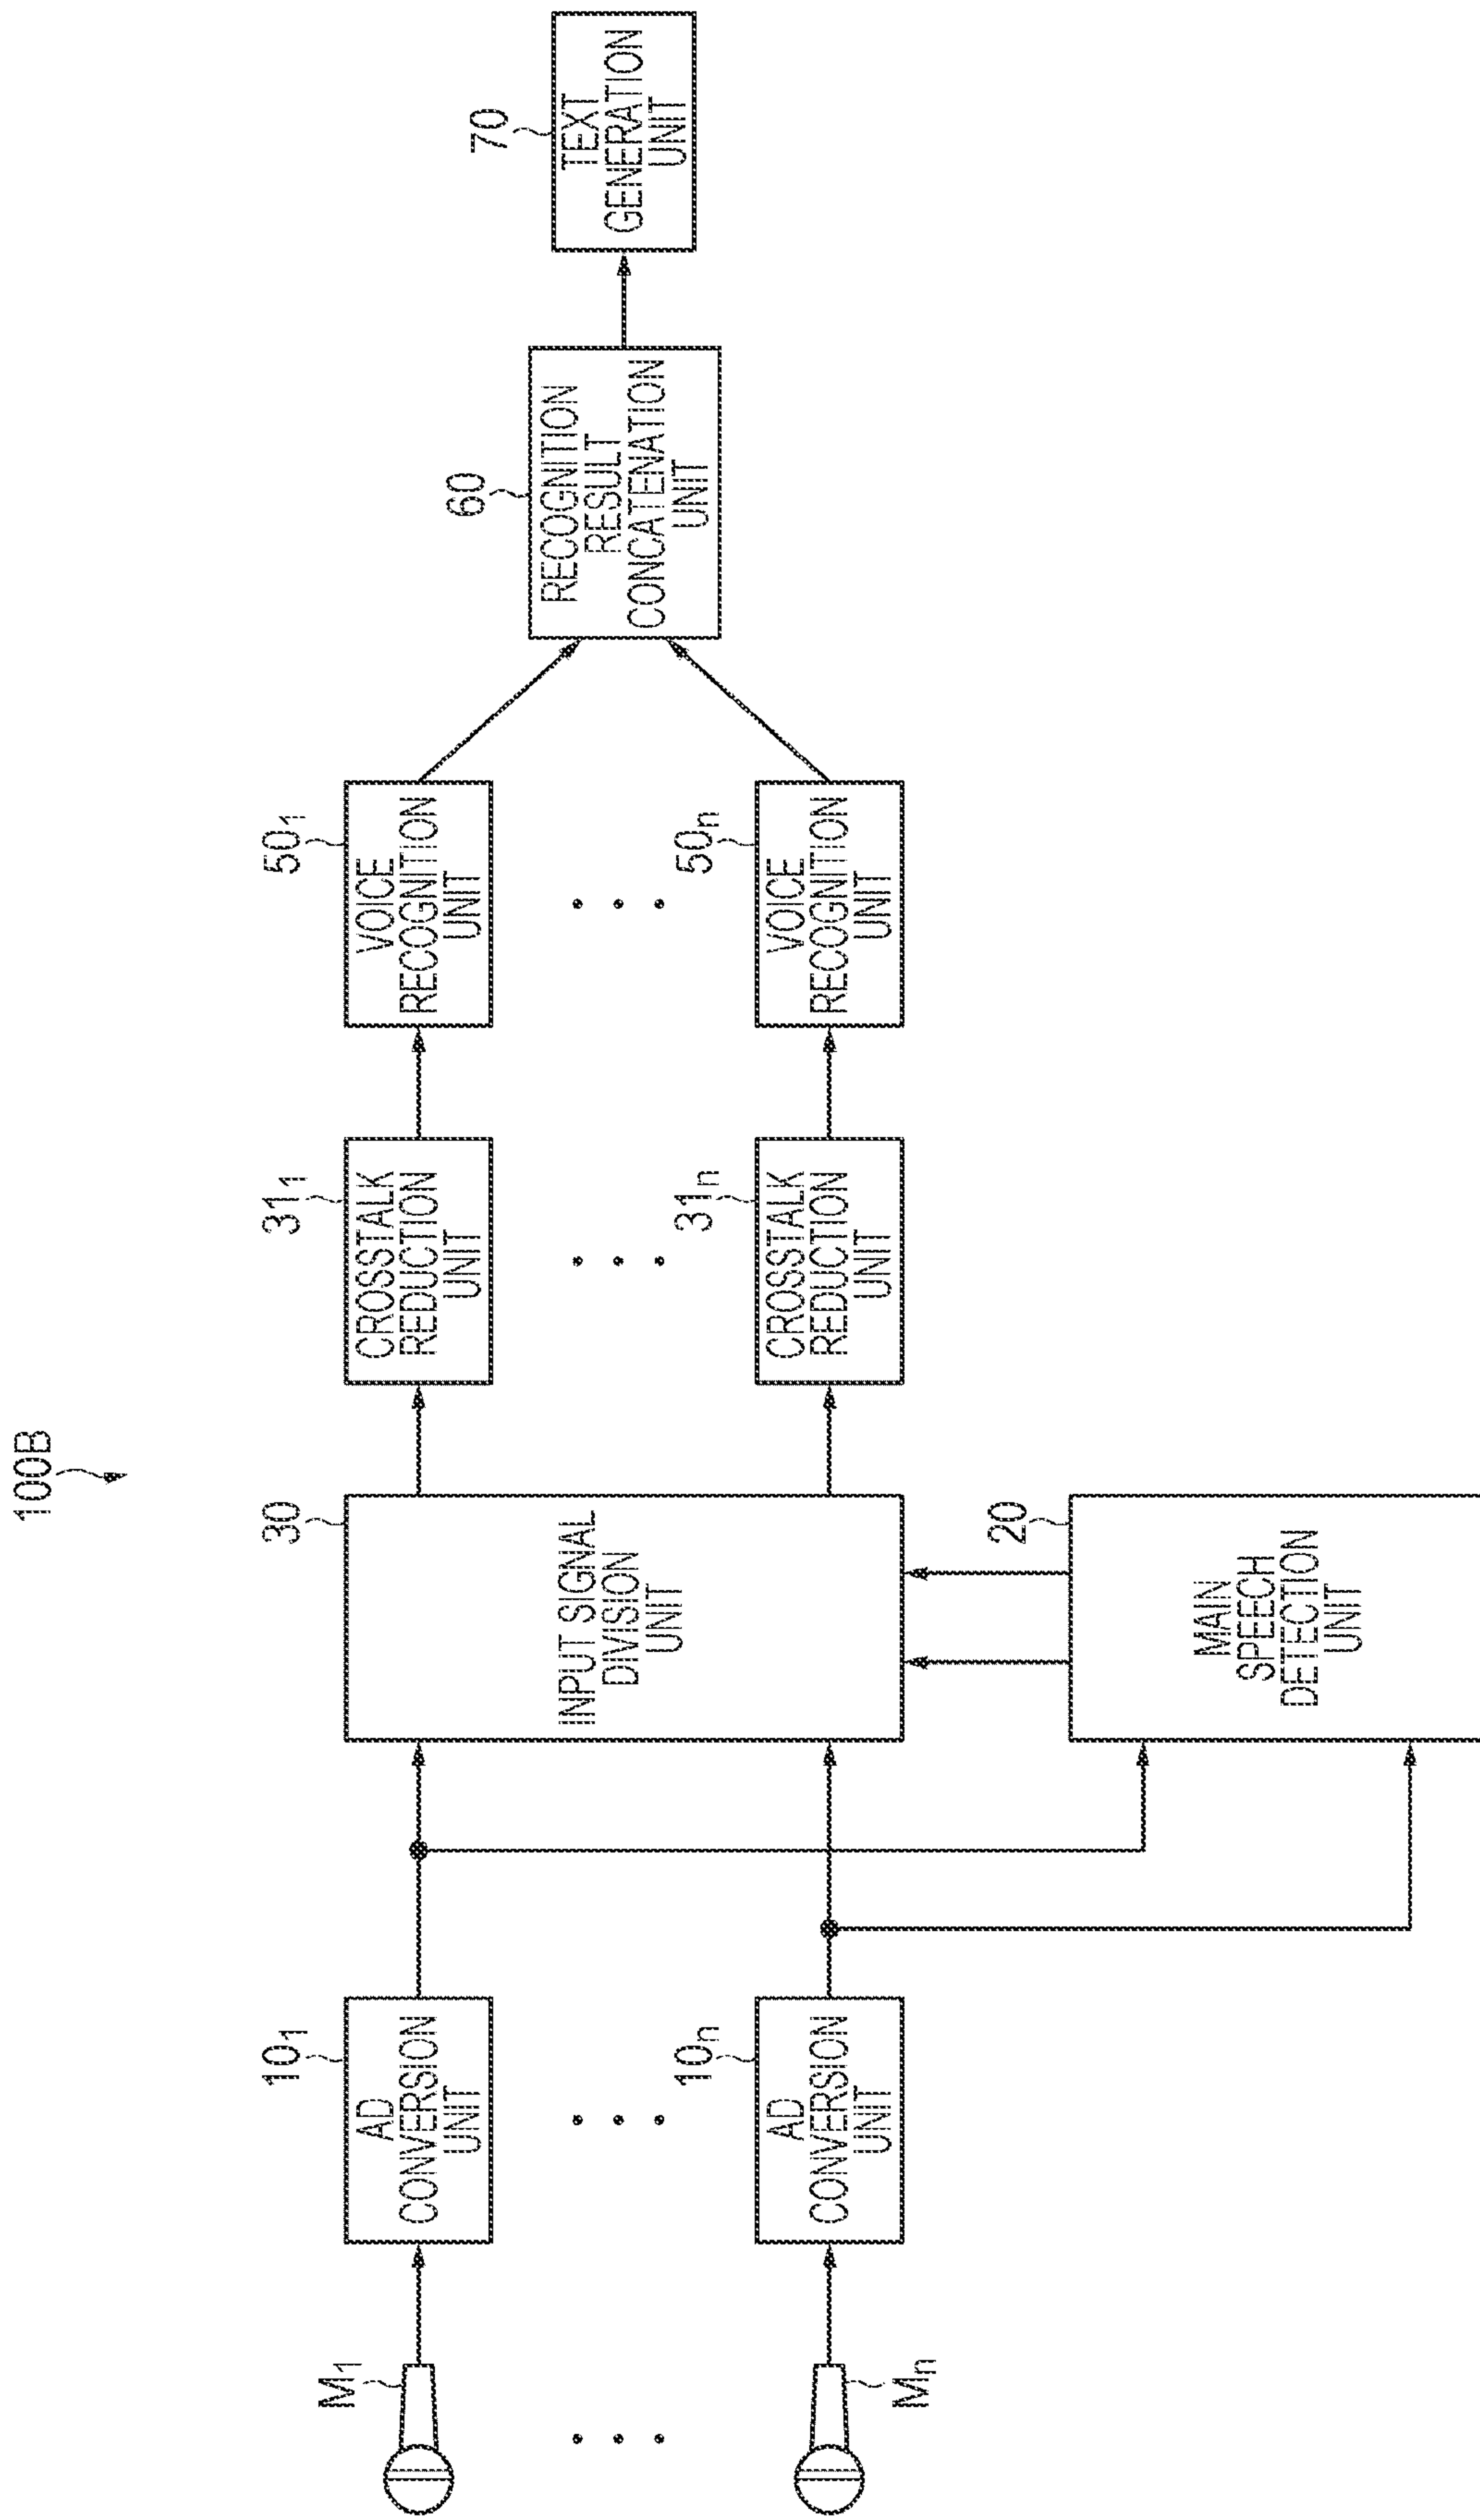 100B
M1
Mn
101
AD
CONVERSION
UNIT
10n
AD
CONVERSION
UNIT
30
INPUT SIGNAL
DIVISION
UNIT
20
MAIN
SPEECH
DETECTION
UNIT
311
CROSSTALK
REDUCTION
UNIT
31n
CROSSTALK
REDUCTION
UNIT
501
VOICE
RECOGNITION
UNIT
50n
VOICE
RECOGNITION
UNIT
60
RECOGNITION
RESULT
CONCATENATION
UNIT
70
TEXT
GENERATION
UNIT